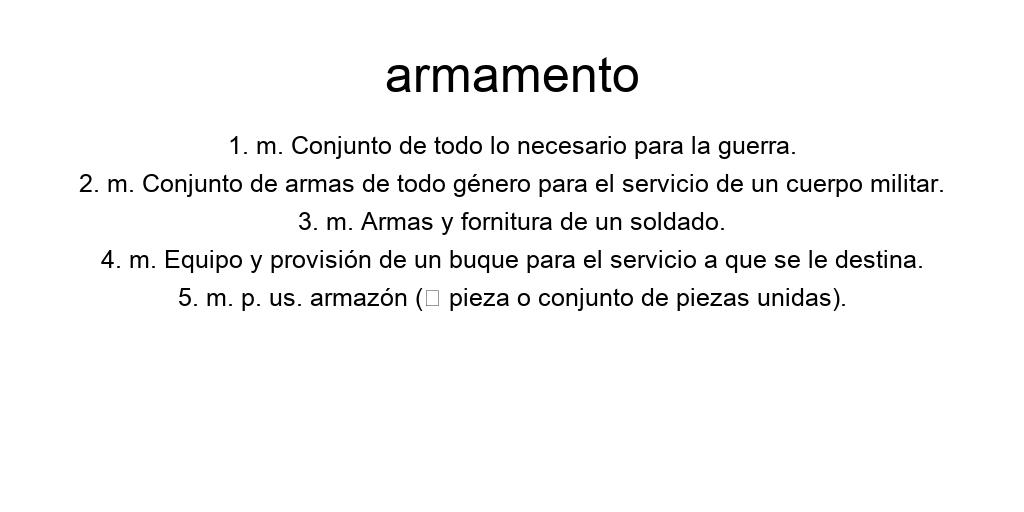 armamento
1. m. Conjunto de todo lo necesario para la guerra.
2. m. Conjunto de armas de todo género para el servicio de un cuerpo militar.
3. m. Armas y fornitura de un soldado.
4. m. Equipo y provisión de un buque para el servicio a que se le destina.
5. m. p. us. armazón (□ pieza o conjunto de piezas unidas).